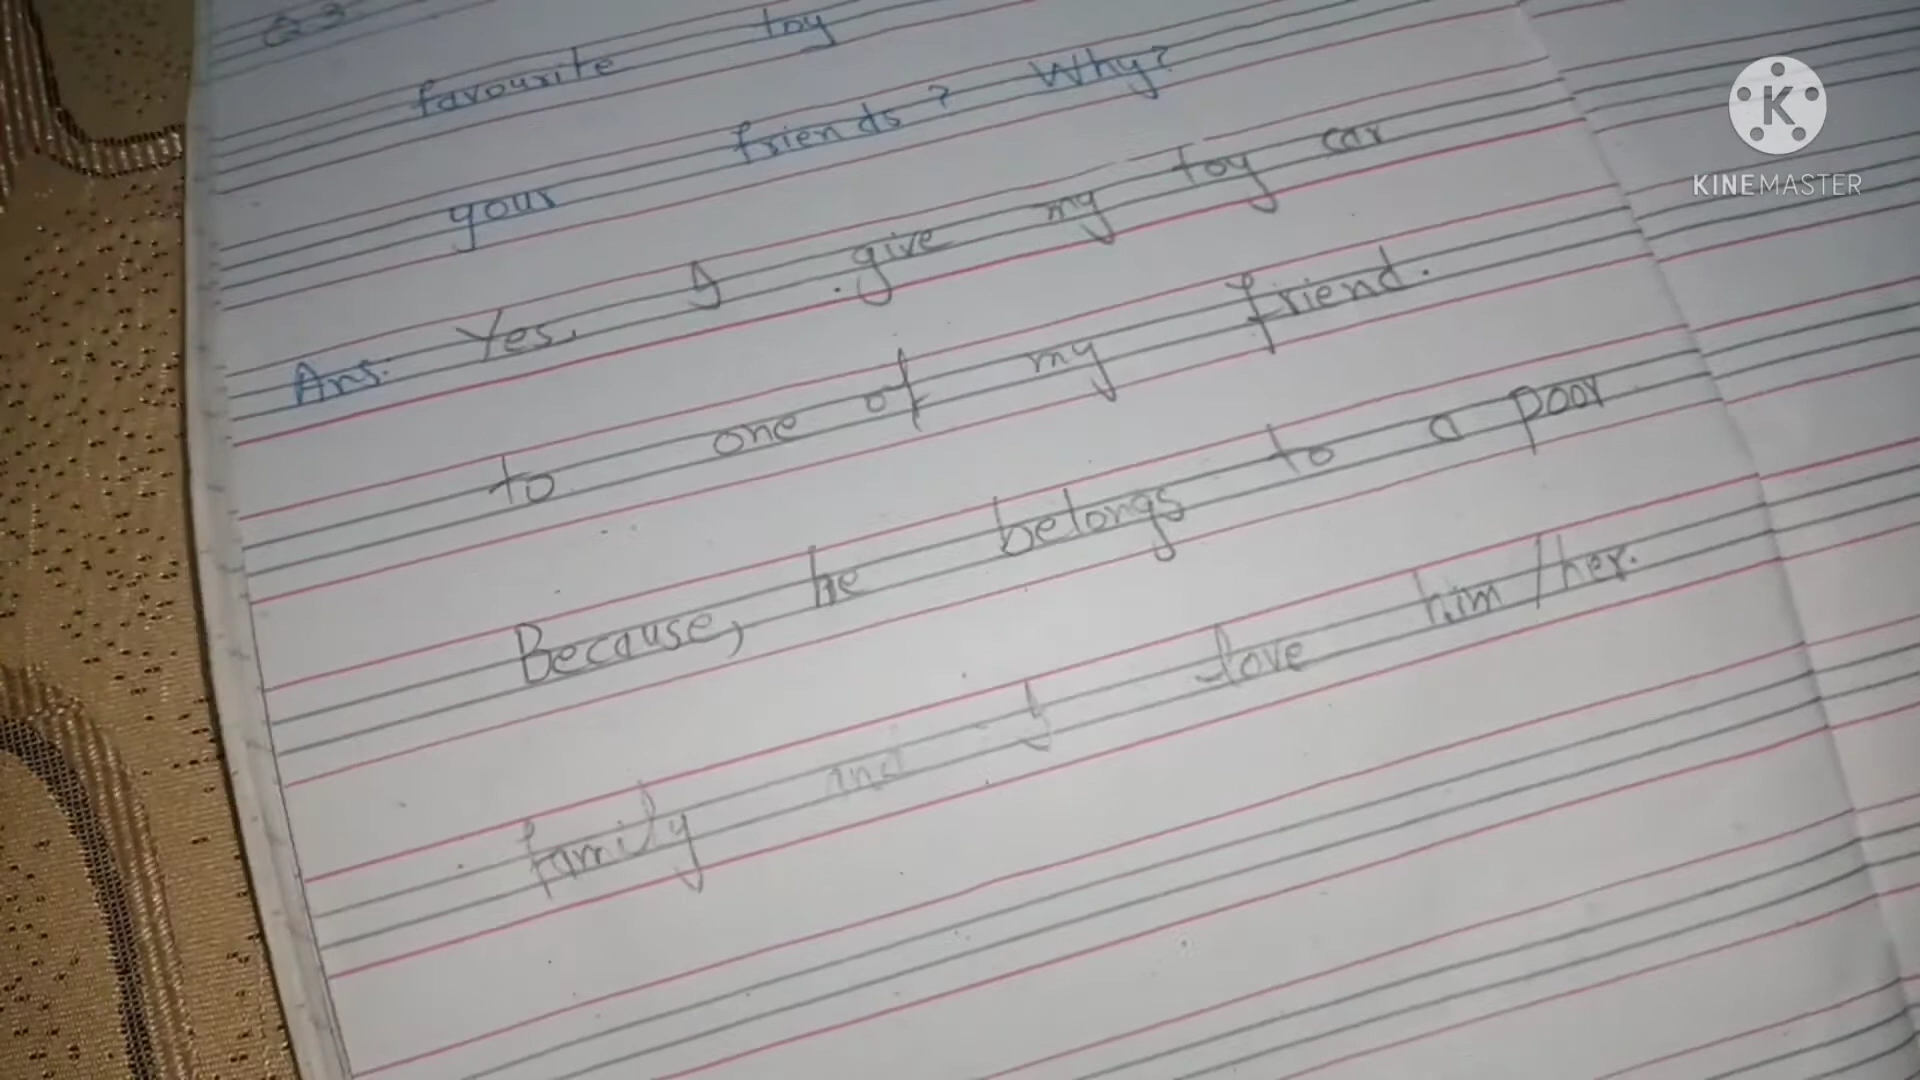 Q3.
favourite toy
your friends? Why?
Ans. Yes. I give my toy car
to one of my friend.
Because, he belongs to a poor
family and I love him/her.
KINEMASTER